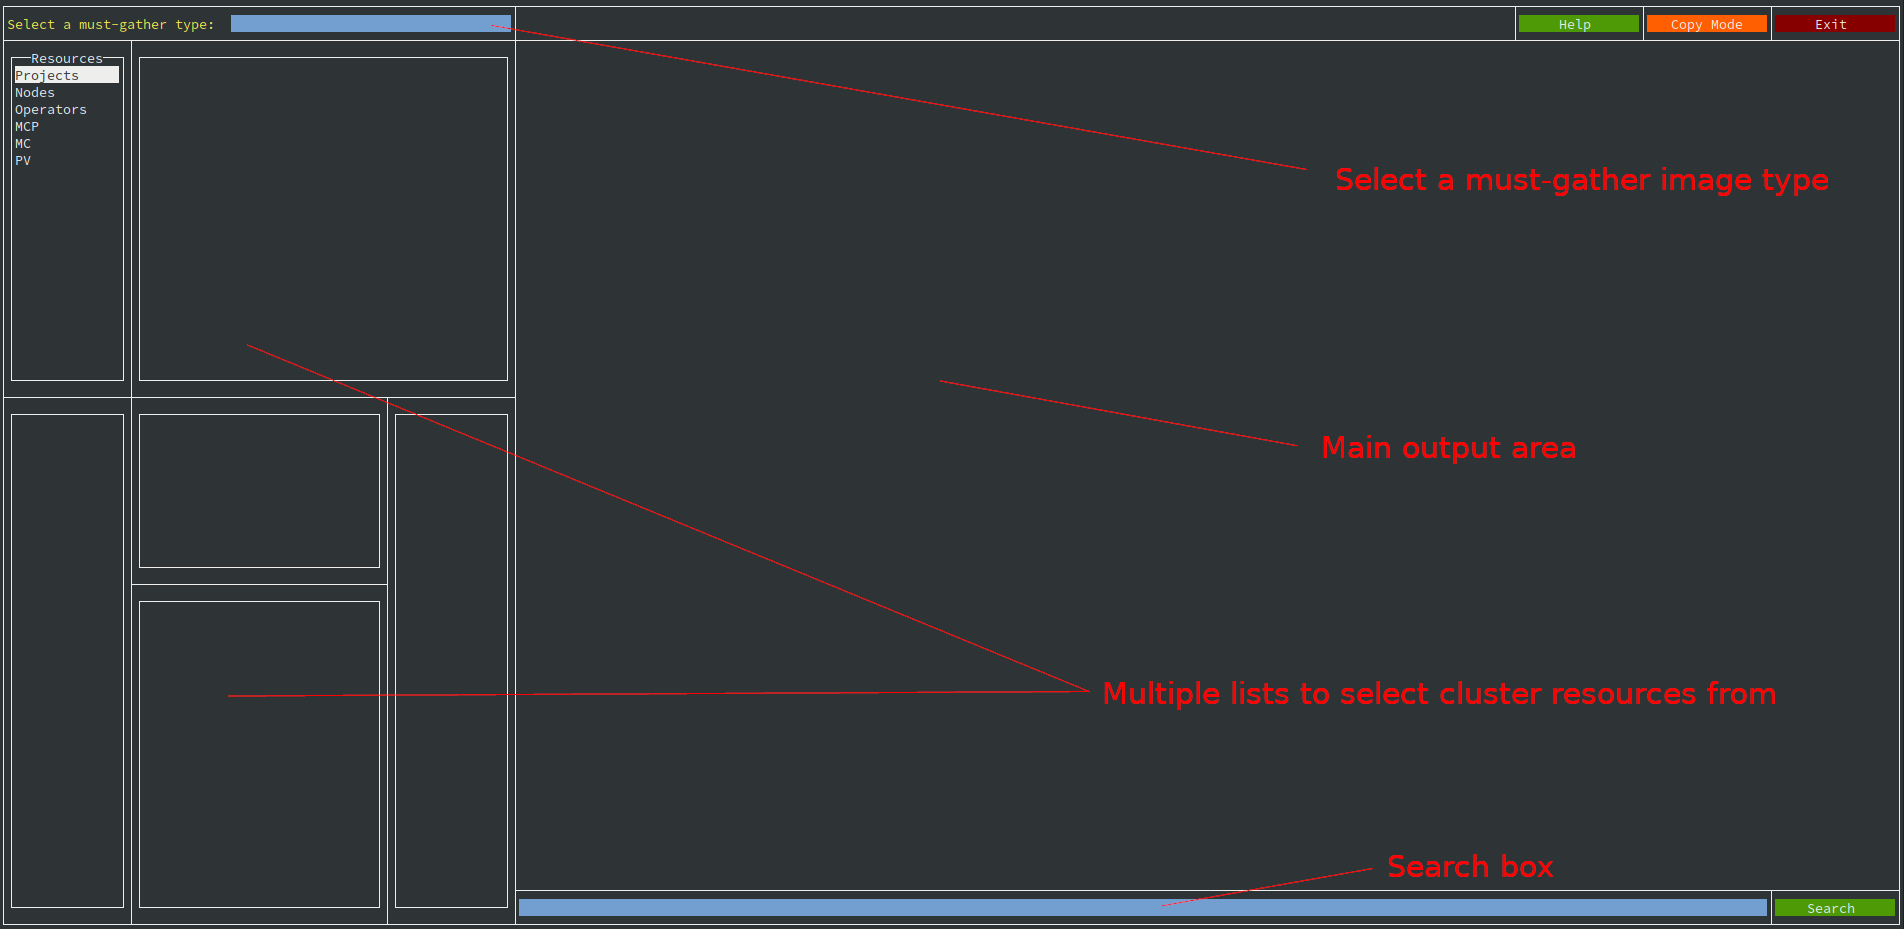 Select a must-gather type:
Help
Copy Mode
Exit
Resources
Projects
Nodes
Operators
MCP
MC
PV
Select a must-gather image type
Main output area
Multiple lists to select cluster resources from
Search box
Search